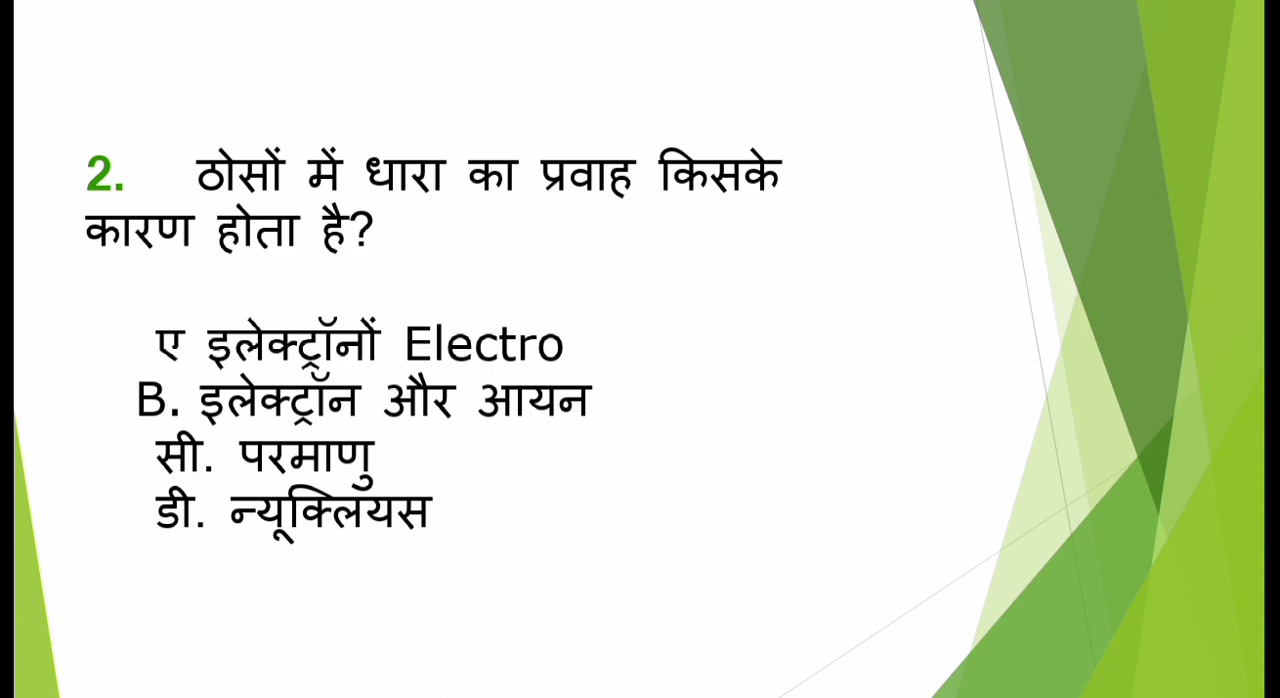 2. ठोसों में धारा का प्रवाह किसके
कारण होता है?
ए इलेक्ट्रॉनों Electro
B. इलेक्ट्रॉन और आयन
सी. परमाणु
डी. न्यूक्लियस